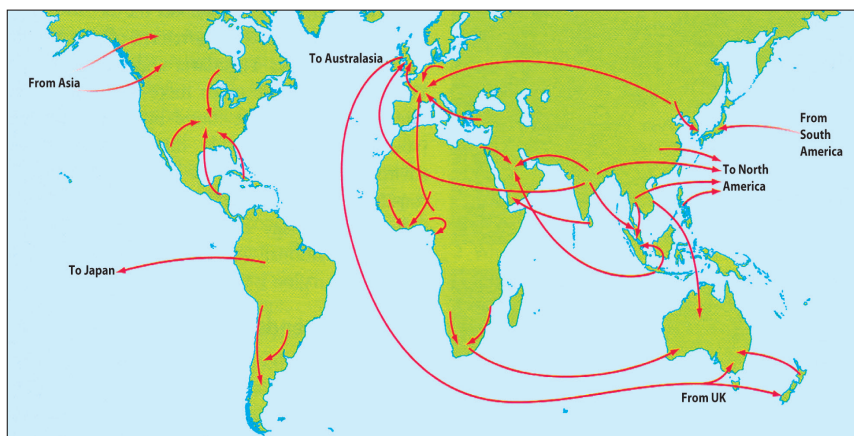 To Australasia
From Asia
From
South
America
To North
America
To Japan
From UK